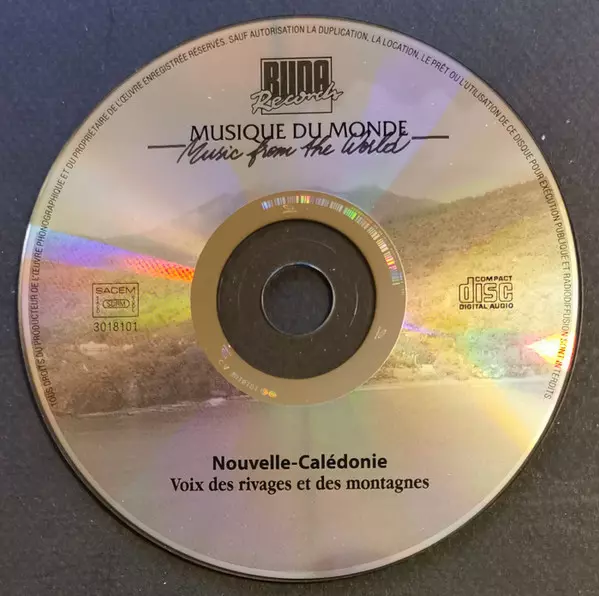 TOUS DROITS DU PRODUCTEUR DE L'ŒUVRE PHONOGRAPHIQUE ET DU PROPRIÉTAIRE DE L'ŒUVRE ENREGISTRÉE RÉSERVÉS. SAUF AUTORISATION LA DUPLICATION, LA LOCATION, LE PRÊT OU L'UTILISATION DE CE DISQUE POUR EXÉCUTION PUBLIQUE ET RADIODIFFUSION SONT INTERDITS
BUDA
Records
MUSIQUE DU MONDE
Music from the World
SACEM
SDRM
3018101
COMPACT
disc
DIGITAL AUDIO
Nouvelle-Calédonie
Voix des rivages et des montagnes